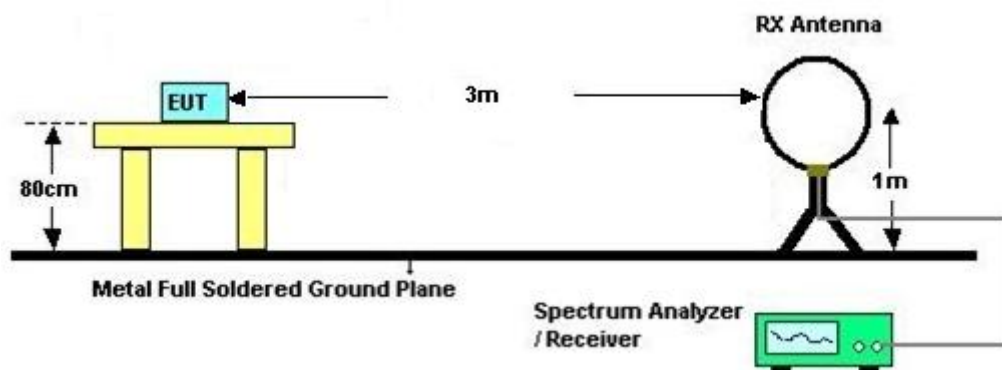 RX Antenna
EUT
3m
80cm
1m
Metal Full Soldered Ground Plane
Spectrum Analyzer
/ Receiver